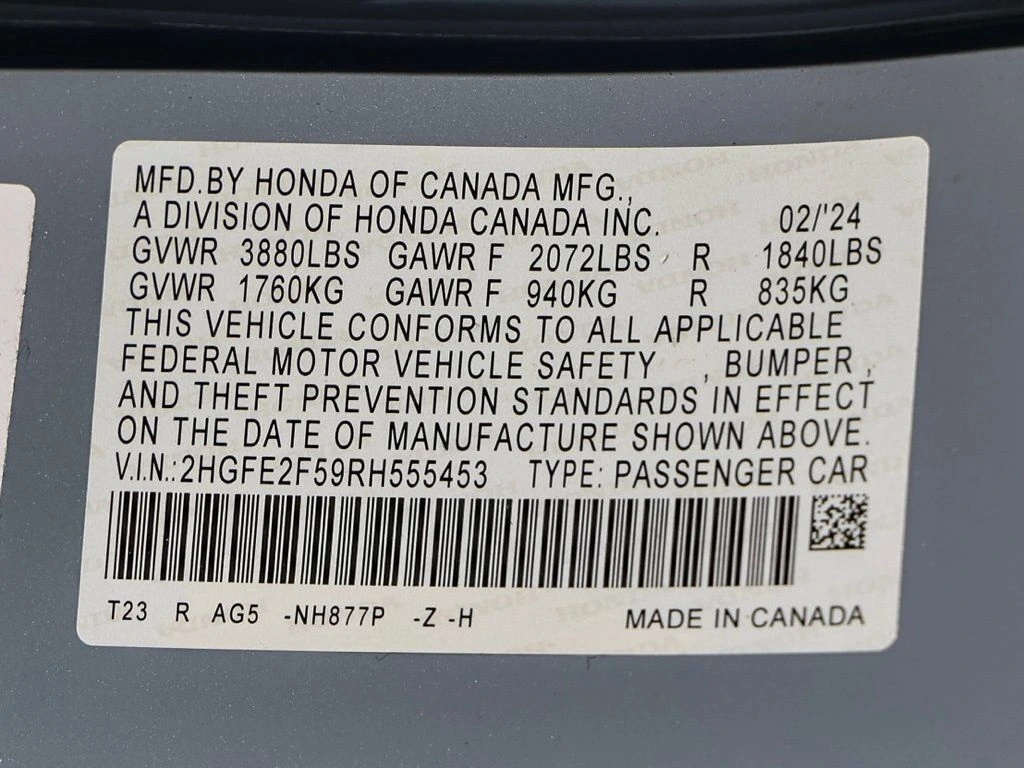 MFD.BY HONDA OF CANADA MFG.,
A DIVISION OF HONDA CANADA INC. 02/'24
GVWR 3880LBS GAWR F 2072LBS R 1840LBS
GVWR 1760KG GAWR F 940KG R 835KG
THIS VEHICLE CONFORMS TO ALL APPLICABLE
FEDERAL MOTOR VEHICLE SAFETY , BUMPER ,
AND THEFT PREVENTION STANDARDS IN EFFECT
ON THE DATE OF MANUFACTURE SHOWN ABOVE.
V.I.N.:2HGFE2F59RH555453 TYPE: PASSENGER CAR
T23 R AG5 -NH877P -Z -H MADE IN CANADA